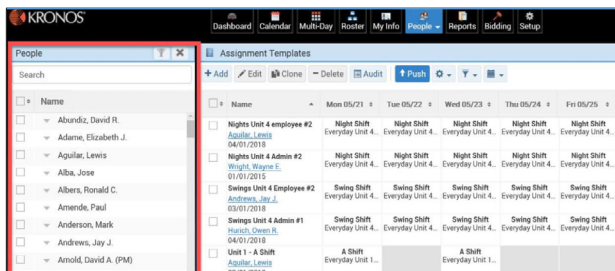 KRONOS
Dashboard Calendar Multi-Day Roster My Info People Reports Bidding Setup
People
Search
Name
Abundiz, David R.
Adame, Elizabeth J.
Aguilar, Lewis
Alba, Jose
Albers, Ronald C.
Amende, Paul
Anderson, Mark
Andrews, Jay J.
Arnold, David A. (PM)
Assignment Templates
+ Add Edit Clone Delete Audit Push
Name Mon 05/21 Tue 05/22 Wed 05/23 Thu 05/24 Fri 05/25
Nights Unit 4 employee #2 Night Shift Night Shift Night Shift Night Shift Night Shift
Aguilar, Lewis Everyday Unit 4... Everyday Unit 4... Everyday Unit 4... Everyday Unit 4... Everyday Unit 4...
04/01/2018
Nights Unit 4 Admin #2 Night Shift Night Shift Night Shift Night Shift Night Shift
Wright, Wayne E. Everyday Unit 4... Everyday Unit 4... Everyday Unit 4... Everyday Unit 4... Everyday Unit 4...
01/01/2015
Swings Unit 4 Employee #2 Swing Shift Swing Shift Swing Shift Swing Shift Swing Shift
Andrews, Jay J. Everyday Unit 4... Everyday Unit 4... Everyday Unit 4... Everyday Unit 4... Everyday Unit 4...
03/01/2018
Swings Unit 4 Admin #1 Swing Shift Swing Shift Swing Shift Swing Shift Swing Shift
Hurich, Owen R. Everyday Unit 4... Everyday Unit 4... Everyday Unit 4... Everyday Unit 4... Everyday Unit 4...
04/01/2018
Unit 1 - A Shift A Shift A Shift
Aguilar, Lewis Everyday Unit 1... Everyday Unit 1...